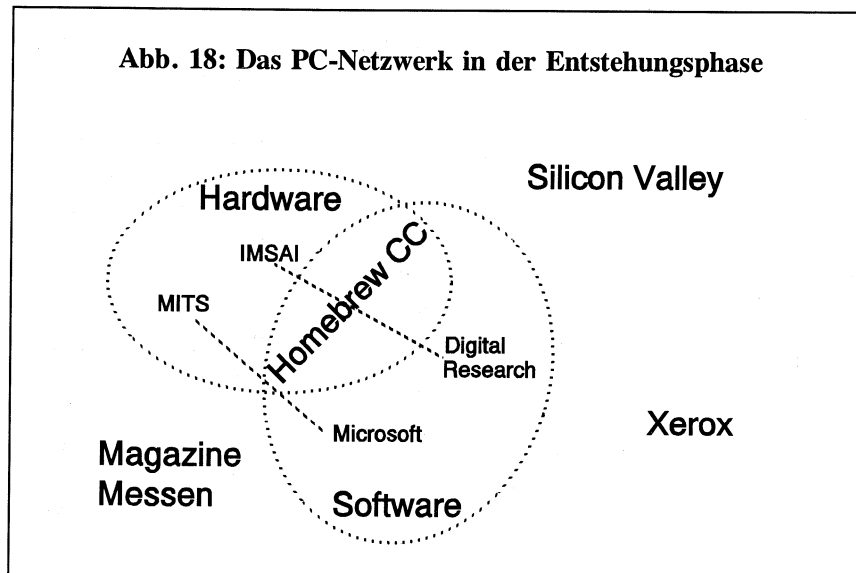 Abb. 18: Das PC-Netzwerk in der Entstehungsphase
Silicon Valley
Hardware
IMSAI
Homebrew CC
MITS
Digital
Research
Xerox
Microsoft
Magazine
Messen
Software